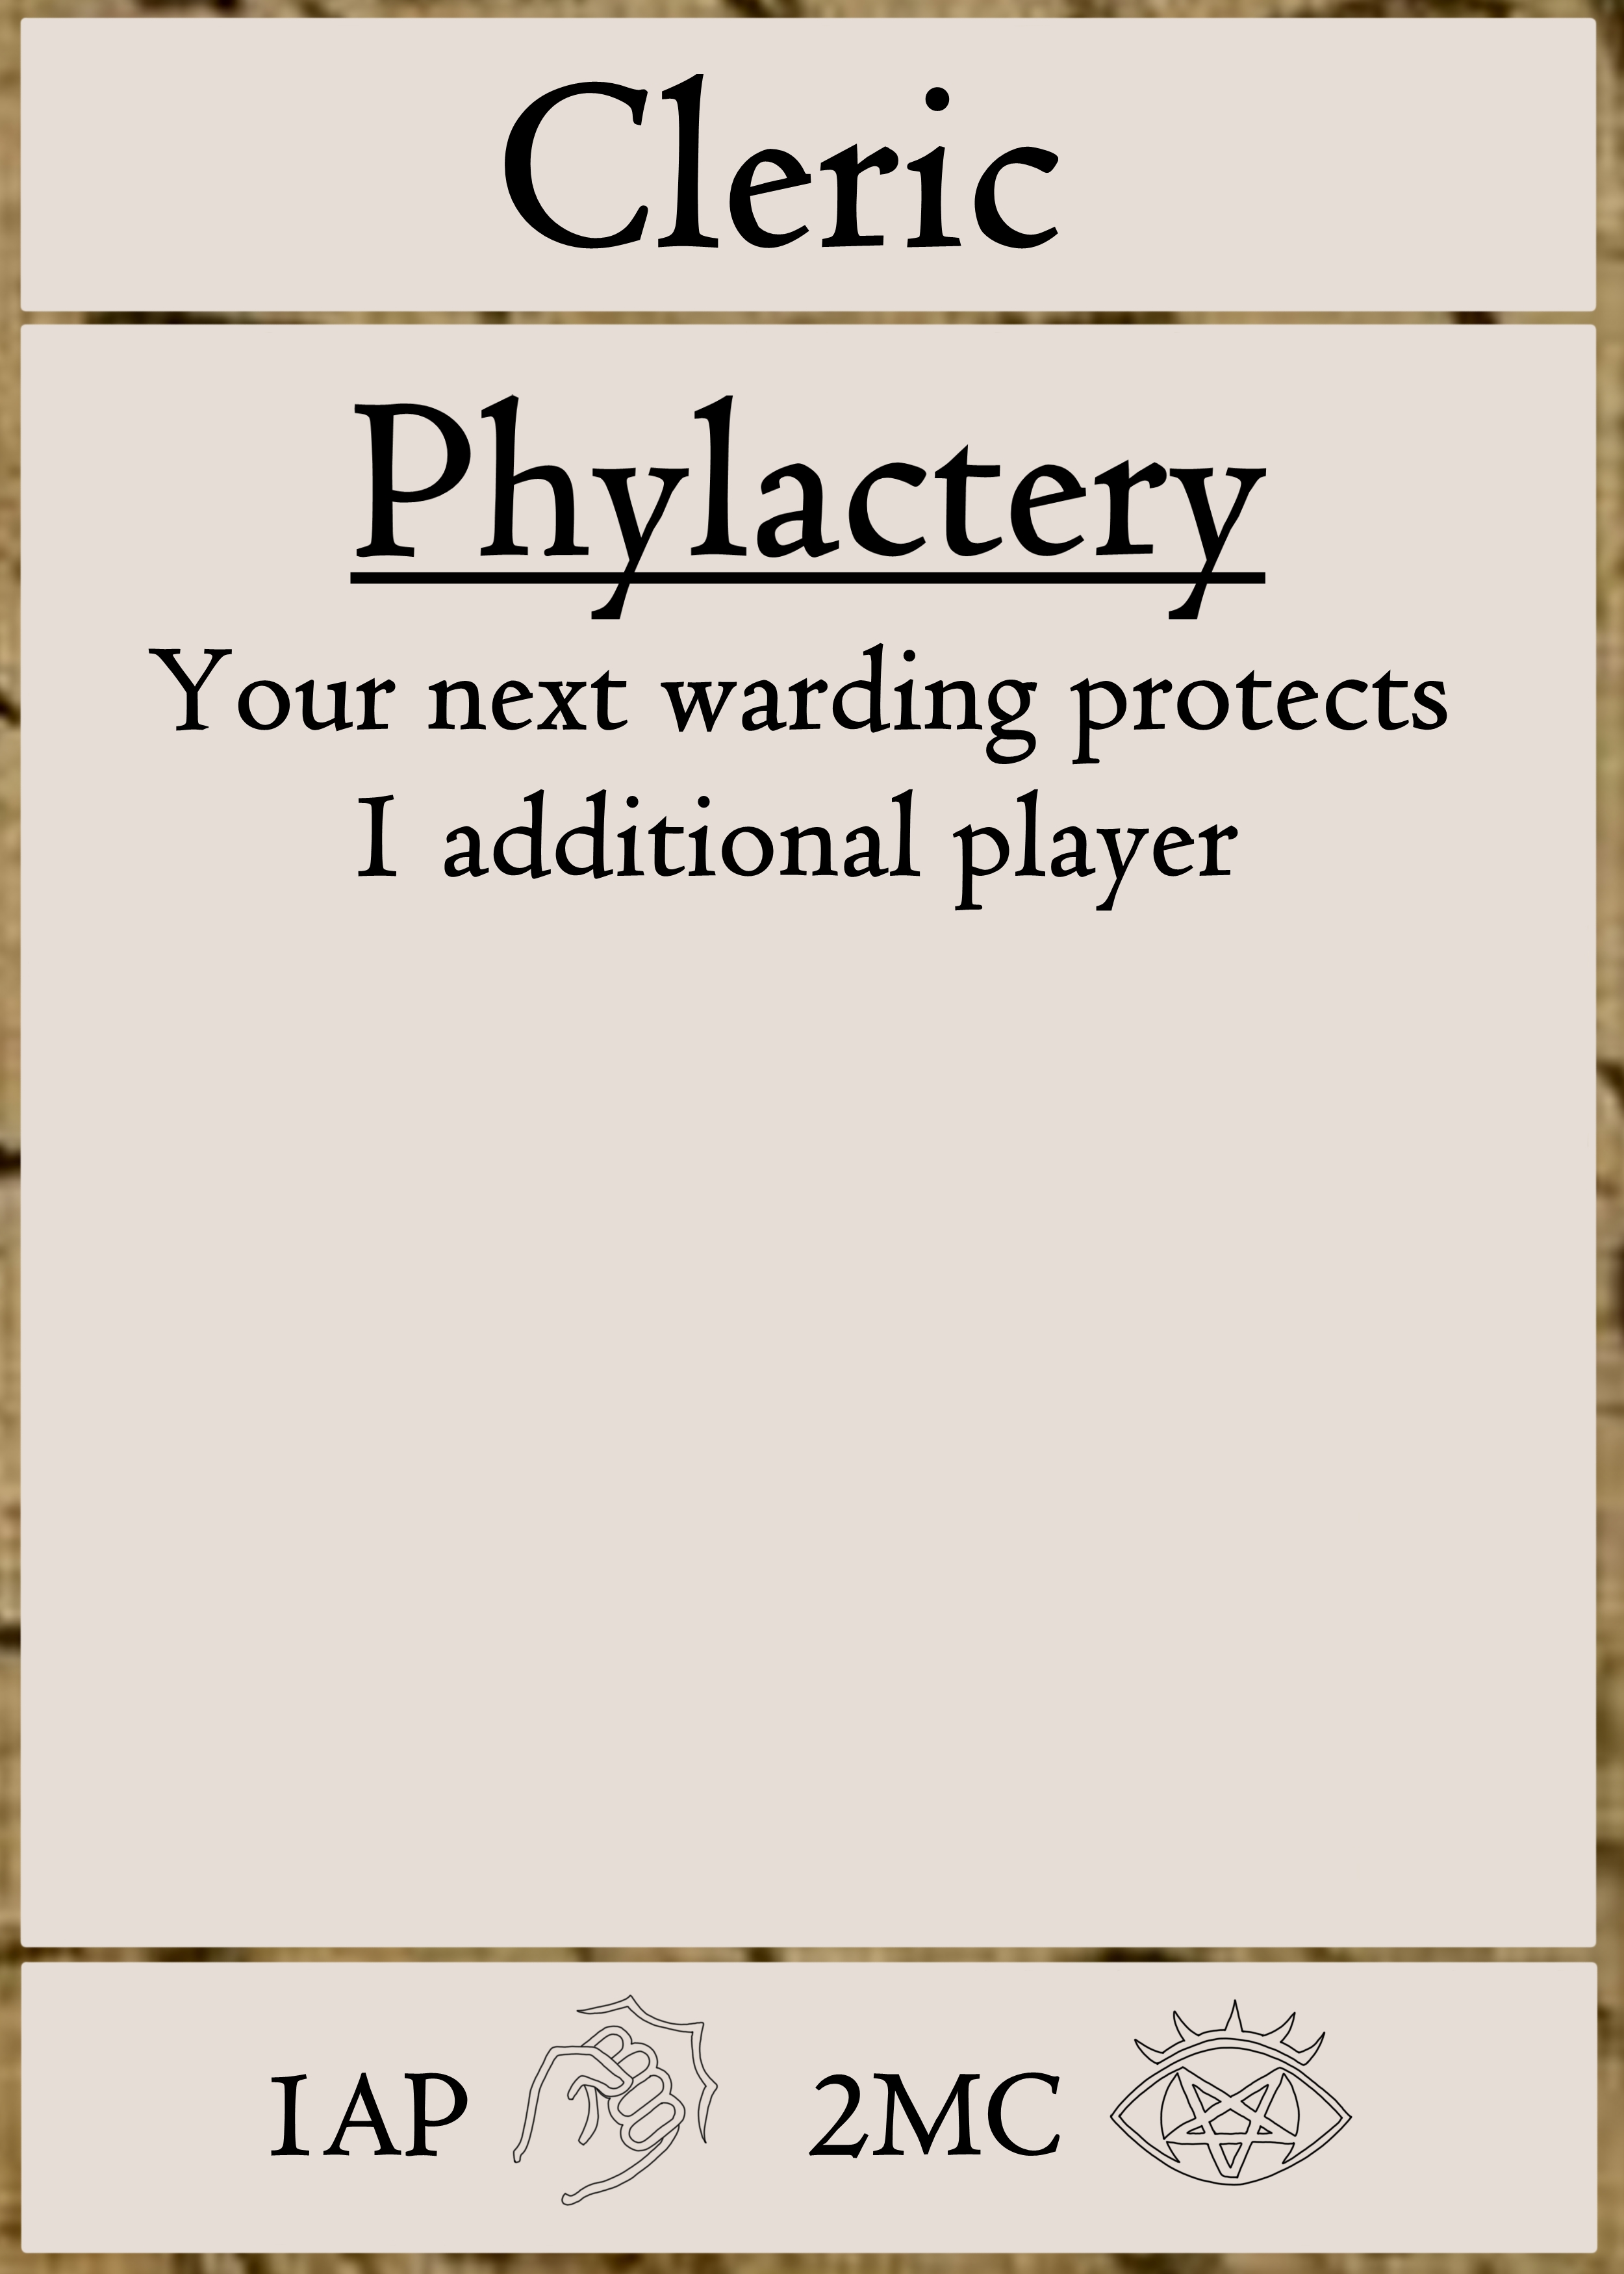 Cleric
Phylactery
Your next warding protects
1 additional player
1AP 2MC